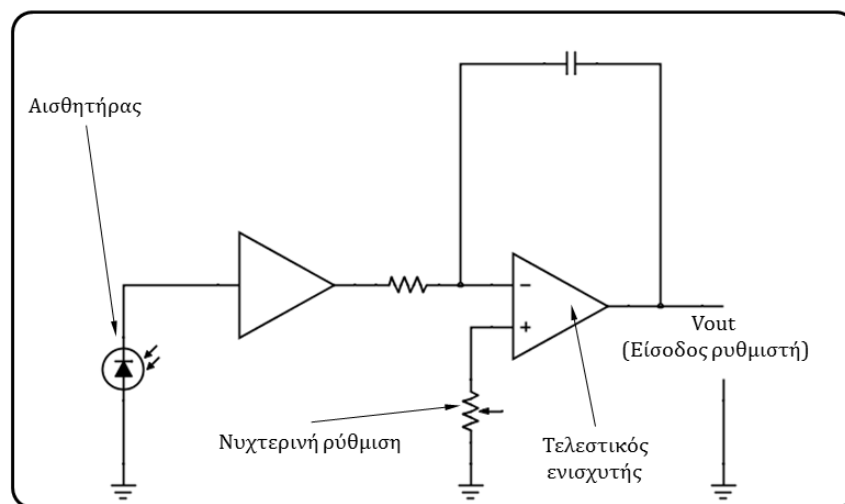 Αισθητήρας
Vout
(Είσοδος ρυθμιστή)
Νυχτερινή ρύθμιση
Τελεστικός
ενισχυτής